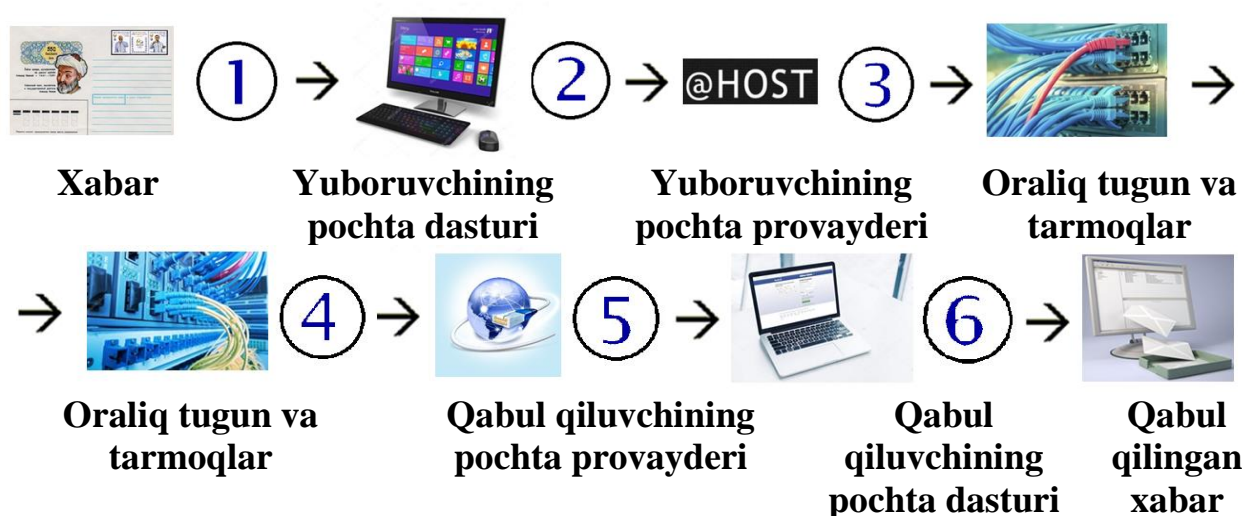 1
2
@HOST
3
Xabar
Yuboruvchining
pochta dasturi
Yuboruvchining
pochta provayderi
Oraliq tugun va
tarmoqlar
4
5
6
Oraliq tugun va
tarmoqlar
Qabul qiluvchining
pochta provayderi
Qabul
qiluvchining
pochta dasturi
Qabul
qilingan
xabar